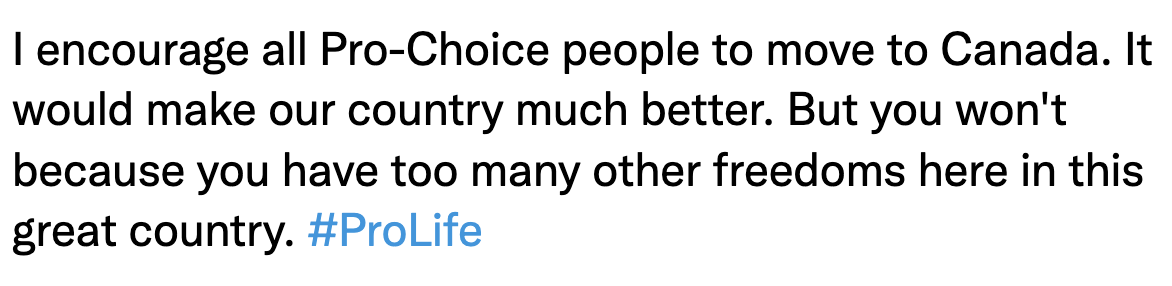 I encourage all Pro-Choice people to move to Canada. It
would make our country much better. But you won't
because you have too many other freedoms here in this
great country. #ProLife